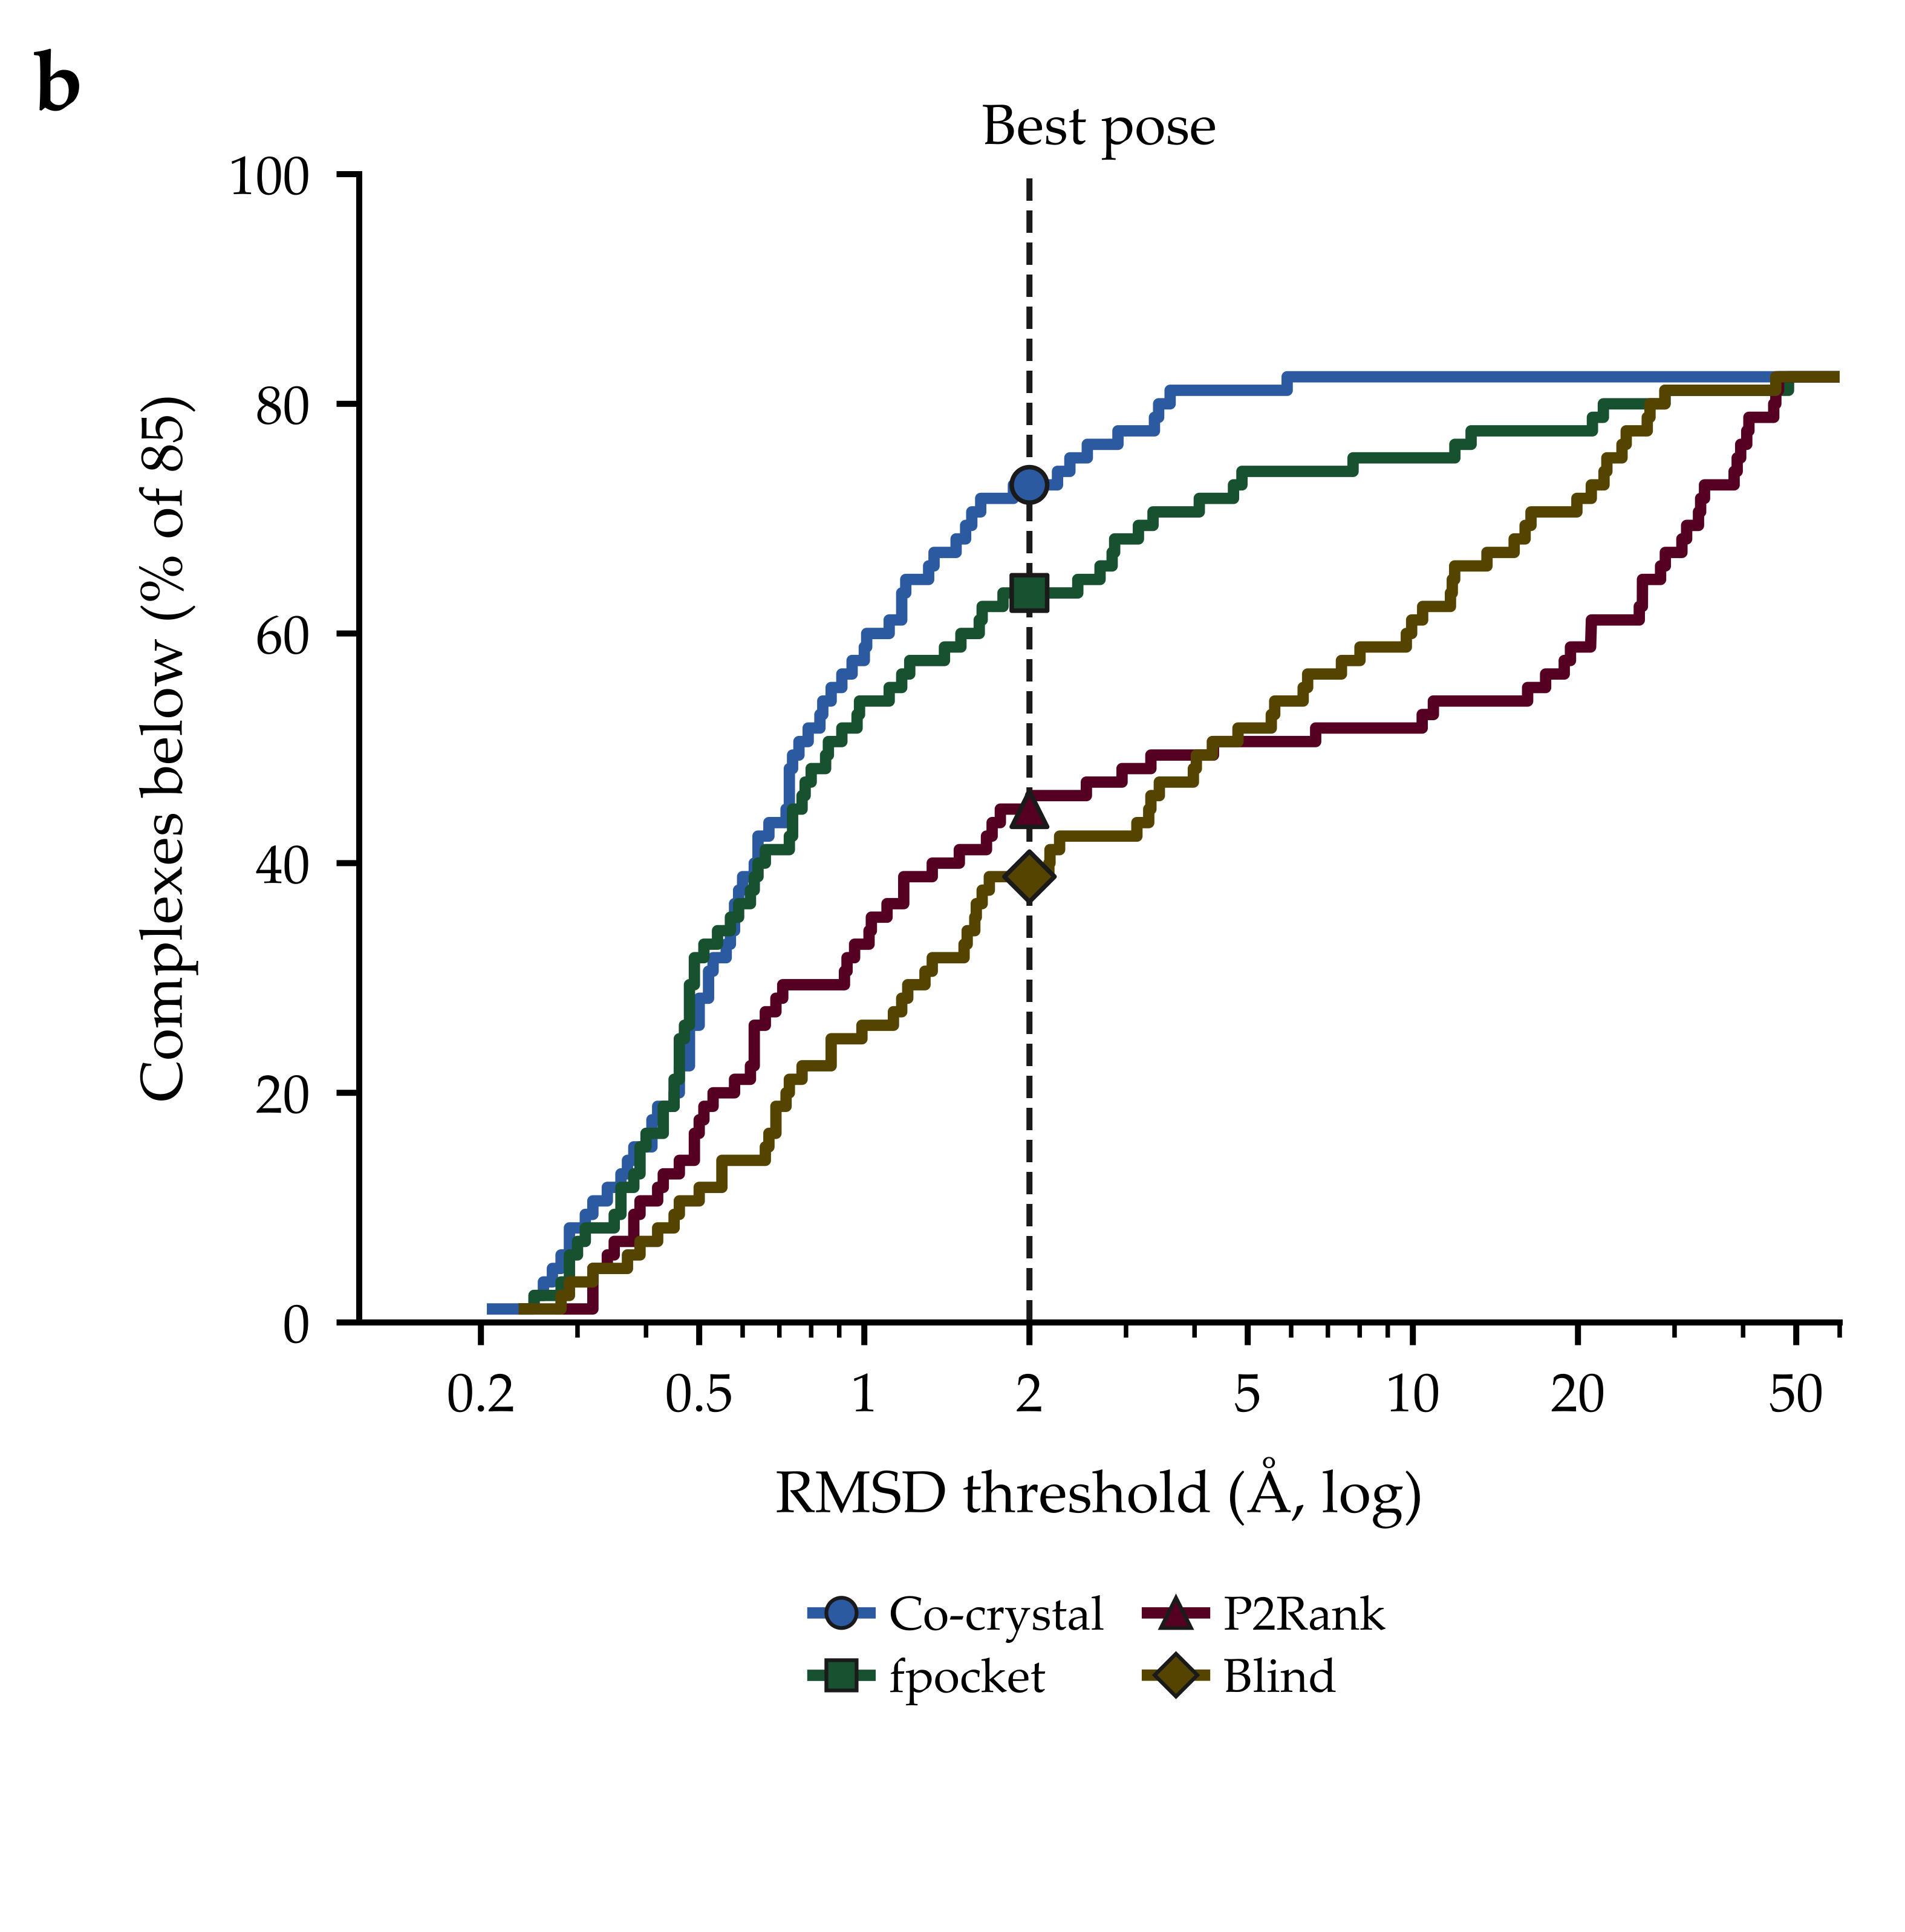 b
Best pose
100
80
60
40
20
0
Complexes below (% of 85)
0.2 0.5 1 2 5 10 20 50
RMSD threshold (Å, log)
Co-crystal P2Rank
fpocket Blind